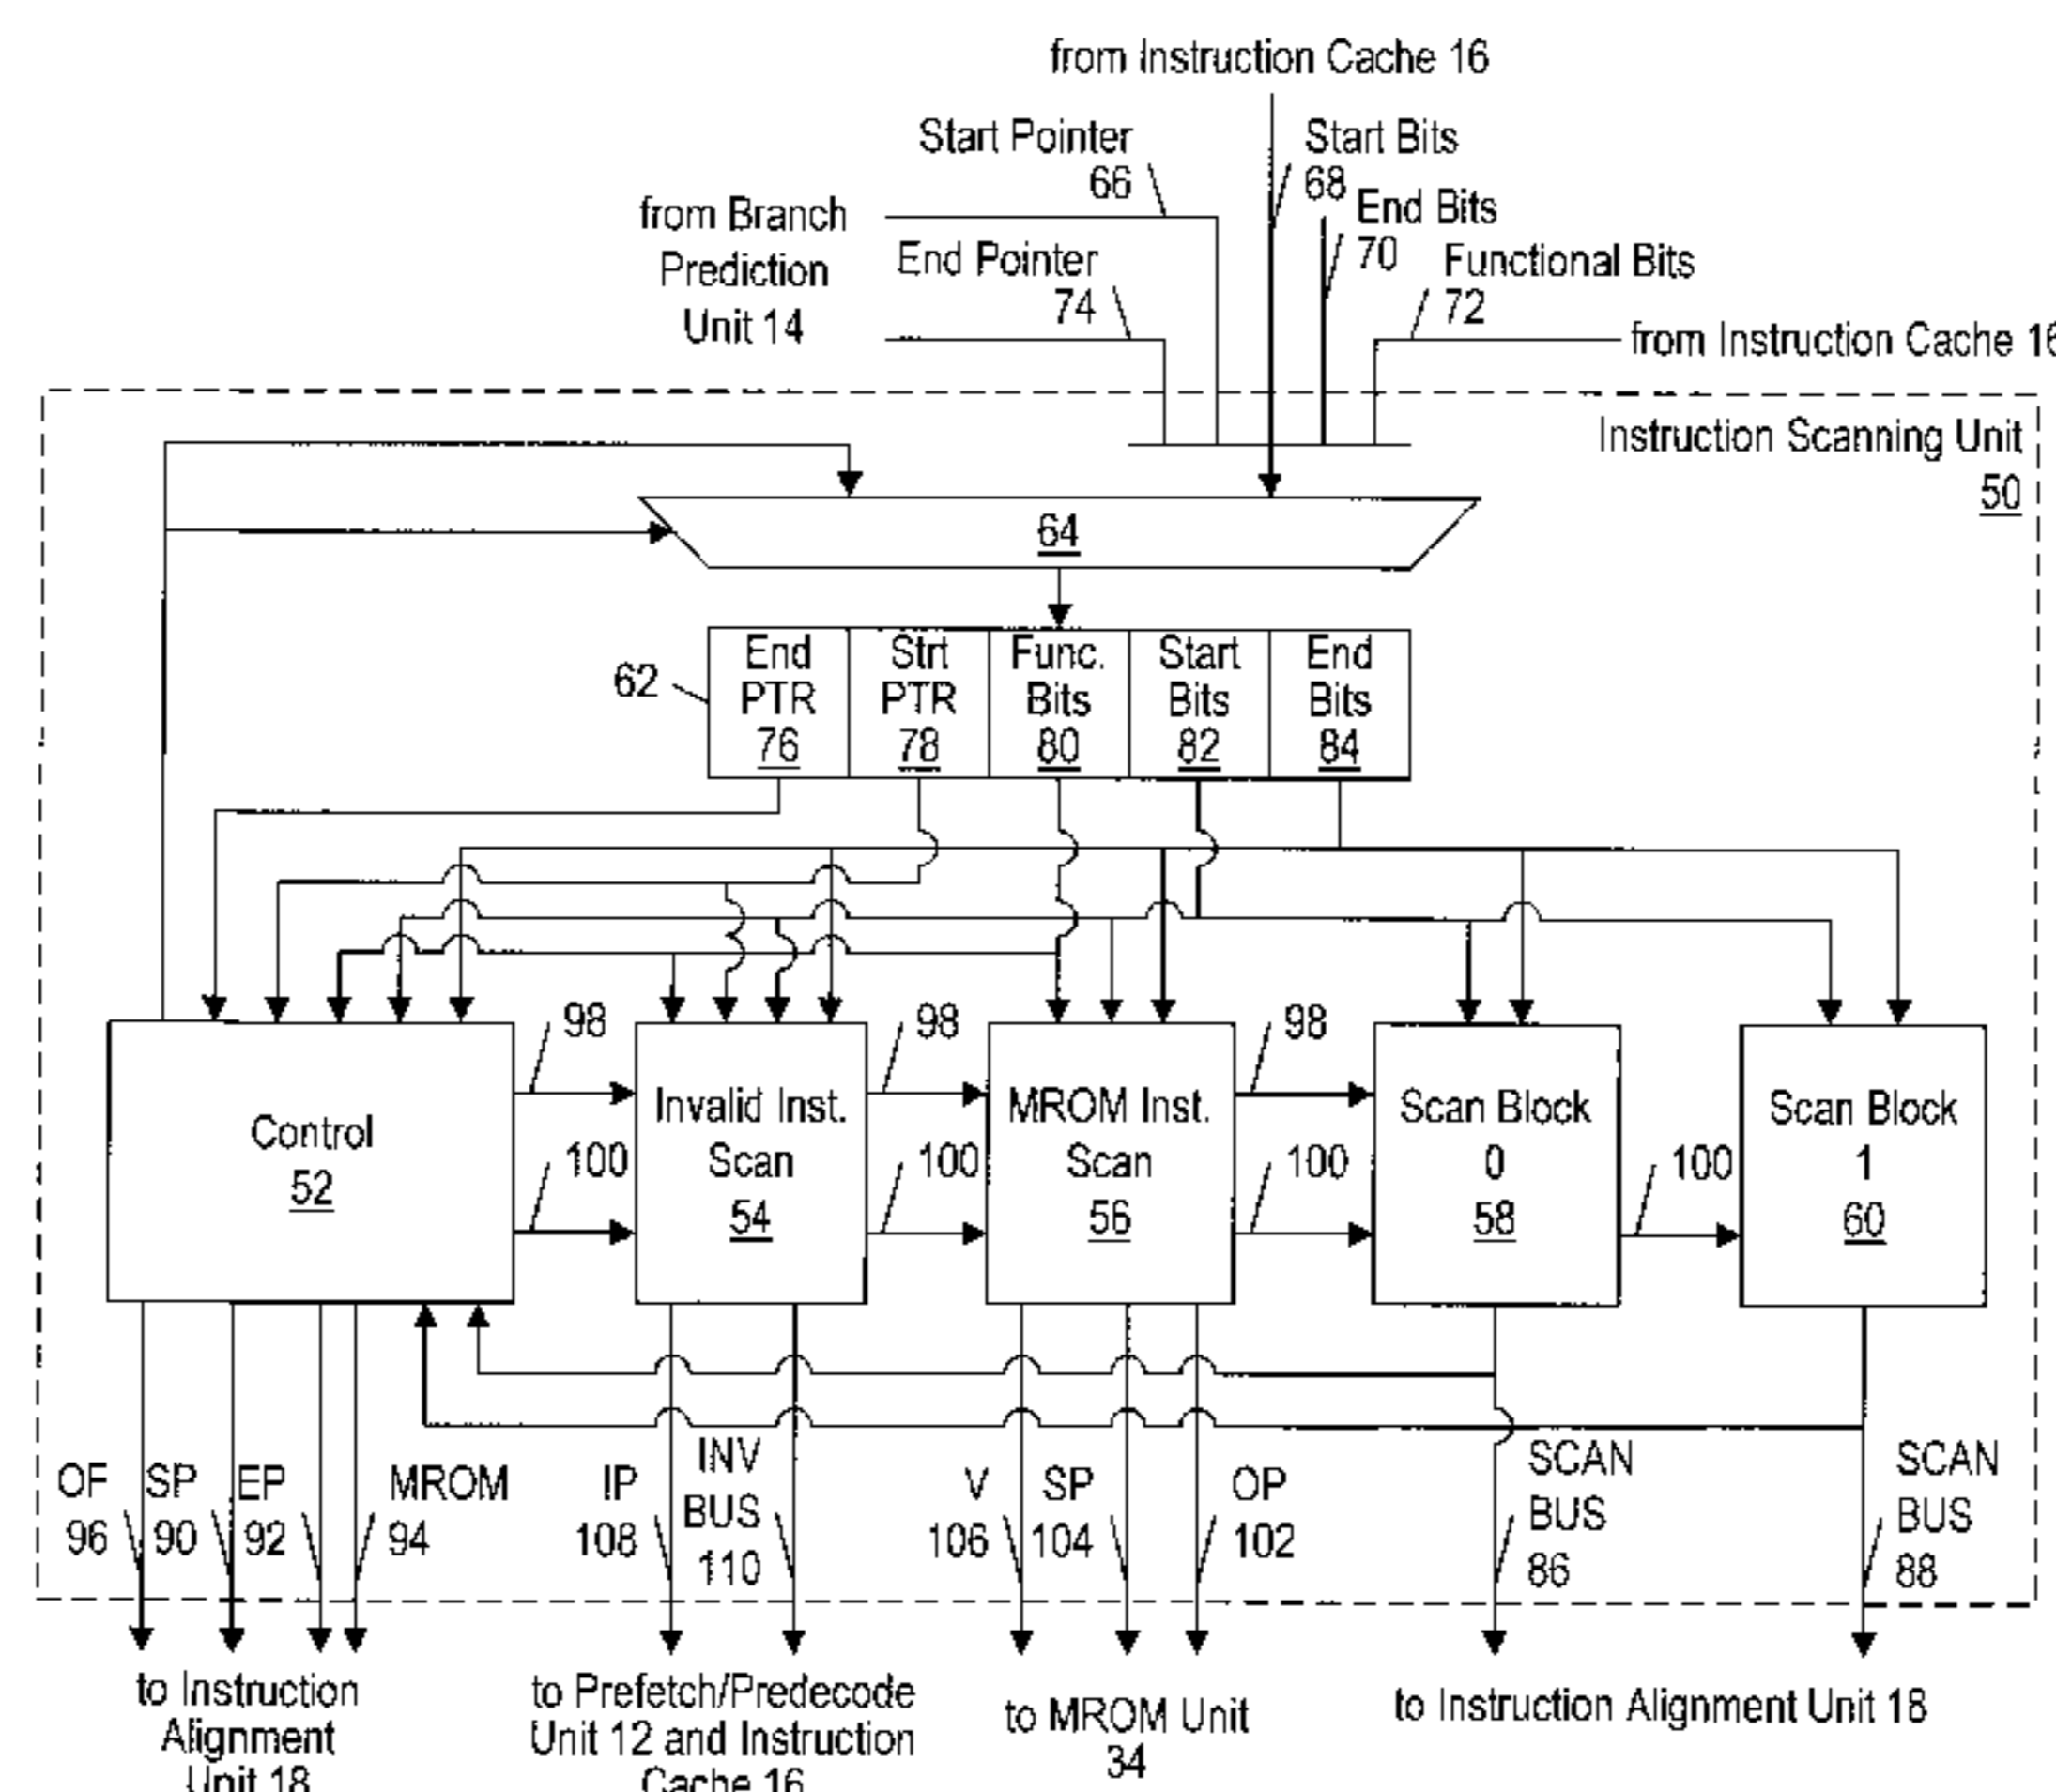 from Instruction Cache 16
Start Pointer
66
Start Bits
68
from Branch
Prediction
Unit 14
End Bits
70
End Pointer
74
Functional Bits
72
from Instruction Cache 16
Instruction Scanning Unit
50
64
62
End
PTR
76
Strt
PTR
78
Func.
Bits
80
Start
Bits
82
End
Bits
84
98
98
98
Control
52
Invalid Inst.
Scan
54
MROM Inst.
Scan
56
Scan Block
0
58
Scan Block
1
60
100
100
100
100
OF
96
SP
90
EP
92
MROM
94
IP
108
INV
BUS
110
V
106
SP
104
OP
102
SCAN
BUS
86
SCAN
BUS
88
to Instruction
Alignment
Unit 18
to Prefetch/Predecode
Unit 12 and Instruction
Cache 16
to MROM Unit
34
to Instruction Alignment Unit 18